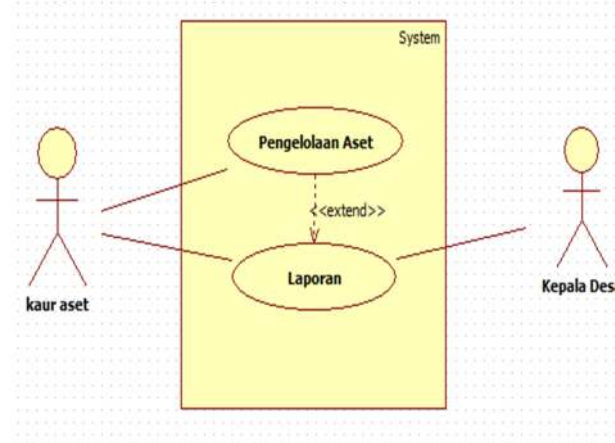 System
Pengelolaan Aset
<<extend>>
Laporan
kaur aset
Kepala Des